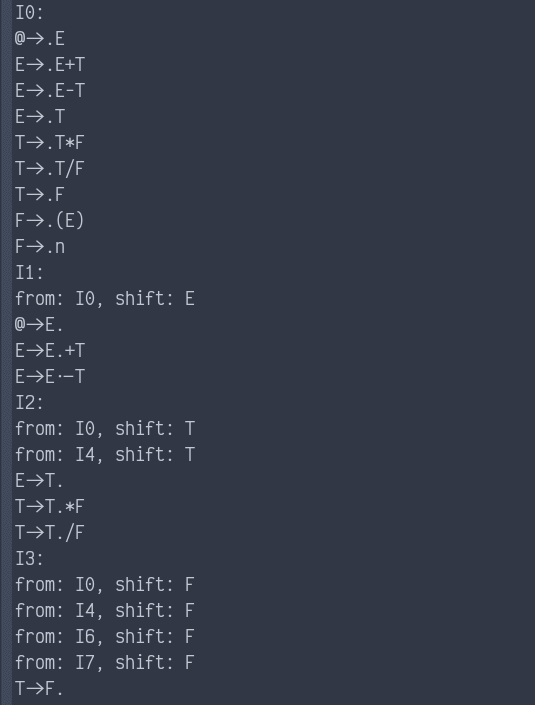 I0:
@→.E
E→.E+T
E→.E-T
E→.T
T→.T*F
T→.T/F
T→.F
F→.(E)
F→.n
I1:
from: I0, shift: E
@→E.
E→E.+T
E→E·−T
I2:
from: I0, shift: T
from: I4, shift: T
E→T.
T→T.*F
T→T./F
I3:
from: I0, shift: F
from: I4, shift: F
from: I6, shift: F
from: I7, shift: F
T→F.